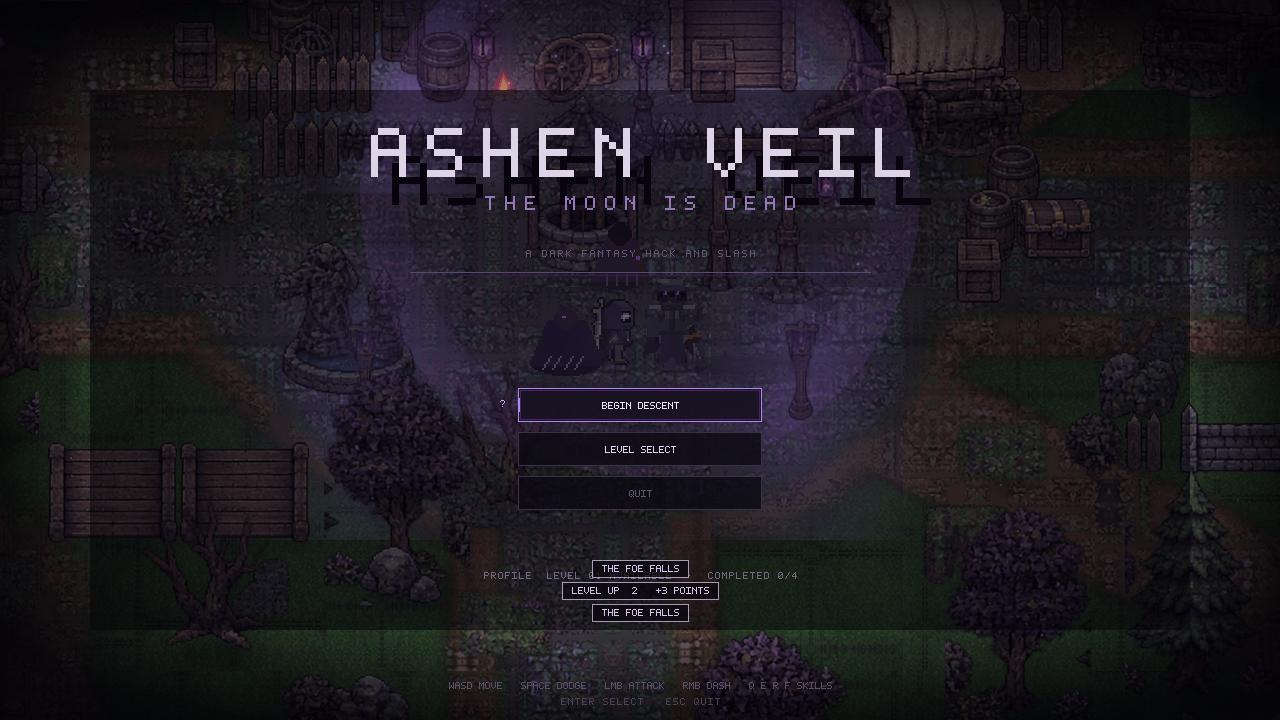 ASHEN VEIL
THE MOON IS DEAD
A DARK FANTASY HACK AND SLASH
? BEGIN DESCENT
LEVEL SELECT
QUIT
THE FOE FALLS
PROFILE LEVEL COMPLETED 0/4
LEVEL UP 2 +3 POINTS
THE FOE FALLS
WASD MOVE SPACE DODGE LMB ATTACK RMB DASH Q E R F SKILLS
ENTER SELECT ESC QUIT